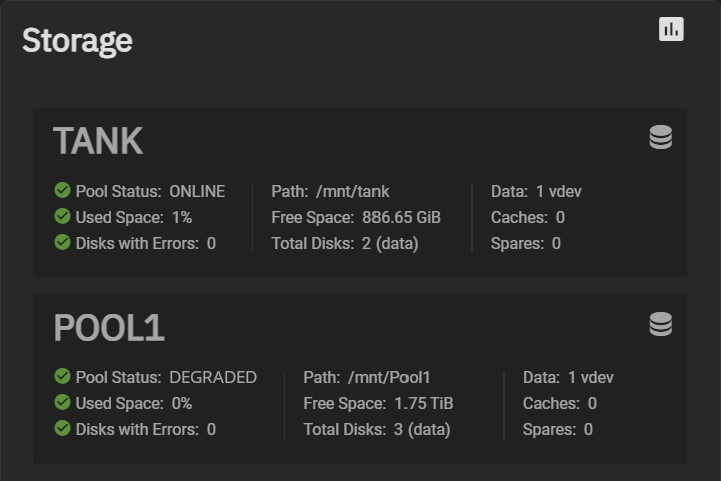 Storage
TANK
Pool Status: ONLINE
Used Space: 1%
Disks with Errors: 0
Path: /mnt/tank
Free Space: 886.65 GiB
Total Disks: 2 (data)
Data: 1 vdev
Caches: 0
Spares: 0
POOL1
Pool Status: DEGRADED
Used Space: 0%
Disks with Errors: 0
Path: /mnt/Pool1
Free Space: 1.75 TiB
Total Disks: 3 (data)
Data: 1 vdev
Caches: 0
Spares: 0